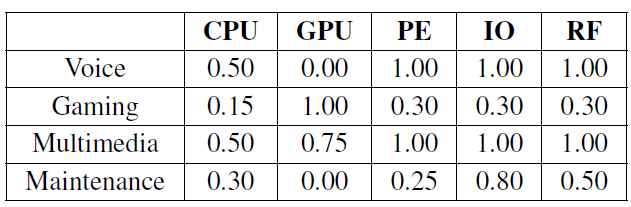 CPU GPU PE IO RF
Voice 0.50 0.00 1.00 1.00 1.00
Gaming 0.15 1.00 0.30 0.30 0.30
Multimedia 0.50 0.75 1.00 1.00 1.00
Maintenance 0.30 0.00 0.25 0.80 0.50